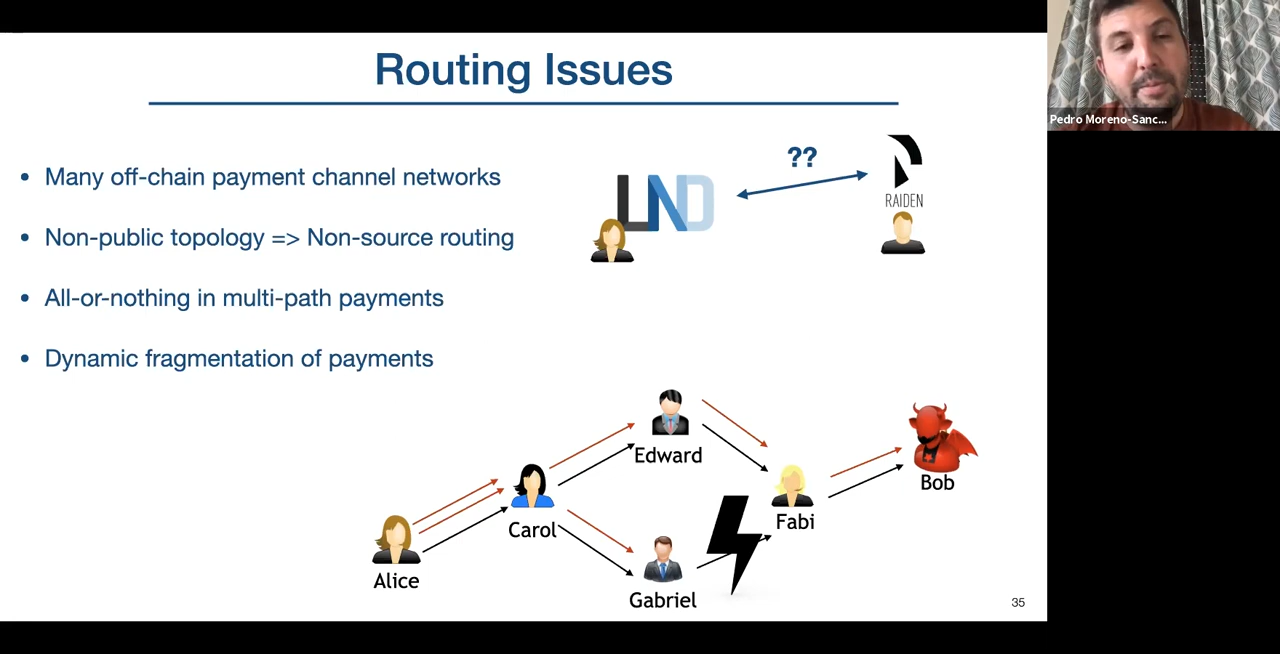 Routing Issues
Pedro Moreno-Sanc...
• Many off-chain payment channel networks
• Non-public topology => Non-source routing
• All-or-nothing in multi-path payments
• Dynamic fragmentation of payments
??
LND
RAIDEN
Edward
Bob
Carol
Fabi
Alice
Gabriel
35